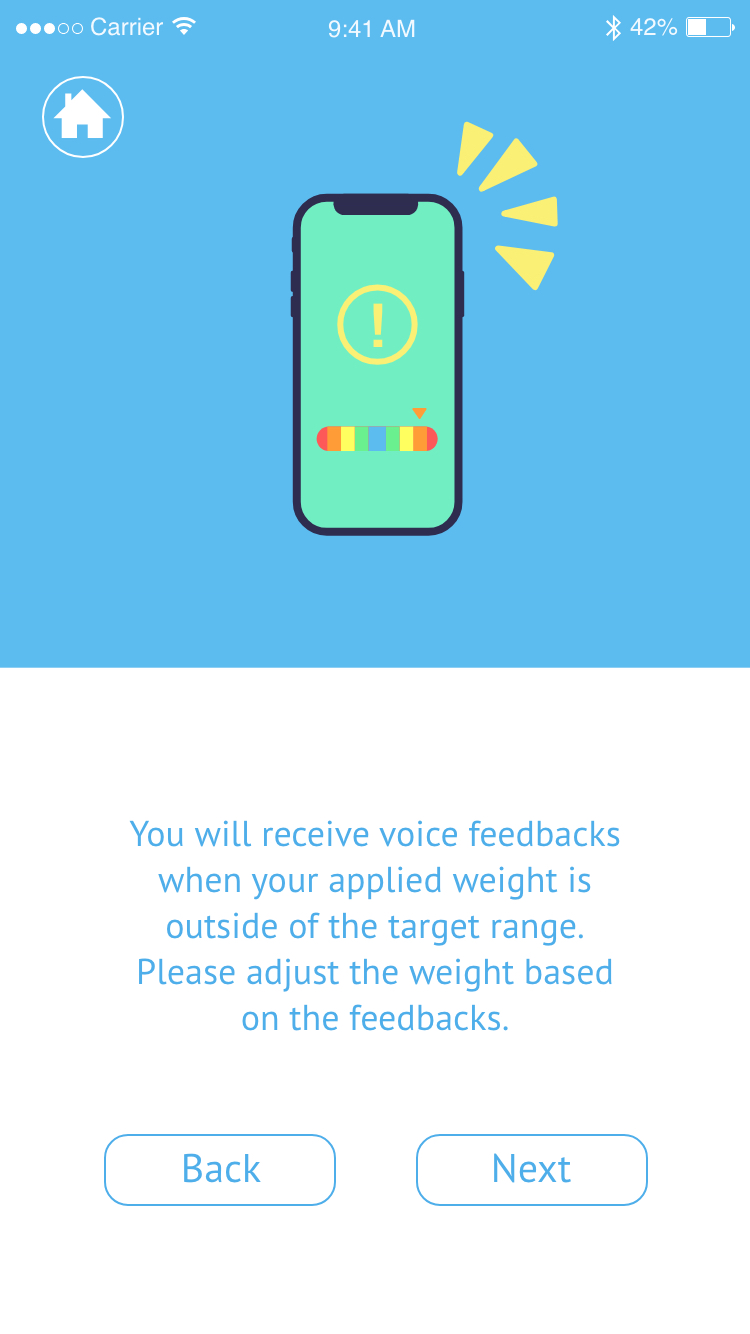 Carrier 9:41 AM 42%
!
You will receive voice feedbacks
when your applied weight is
outside of the target range.
Please adjust the weight based
on the feedbacks.
Back Next